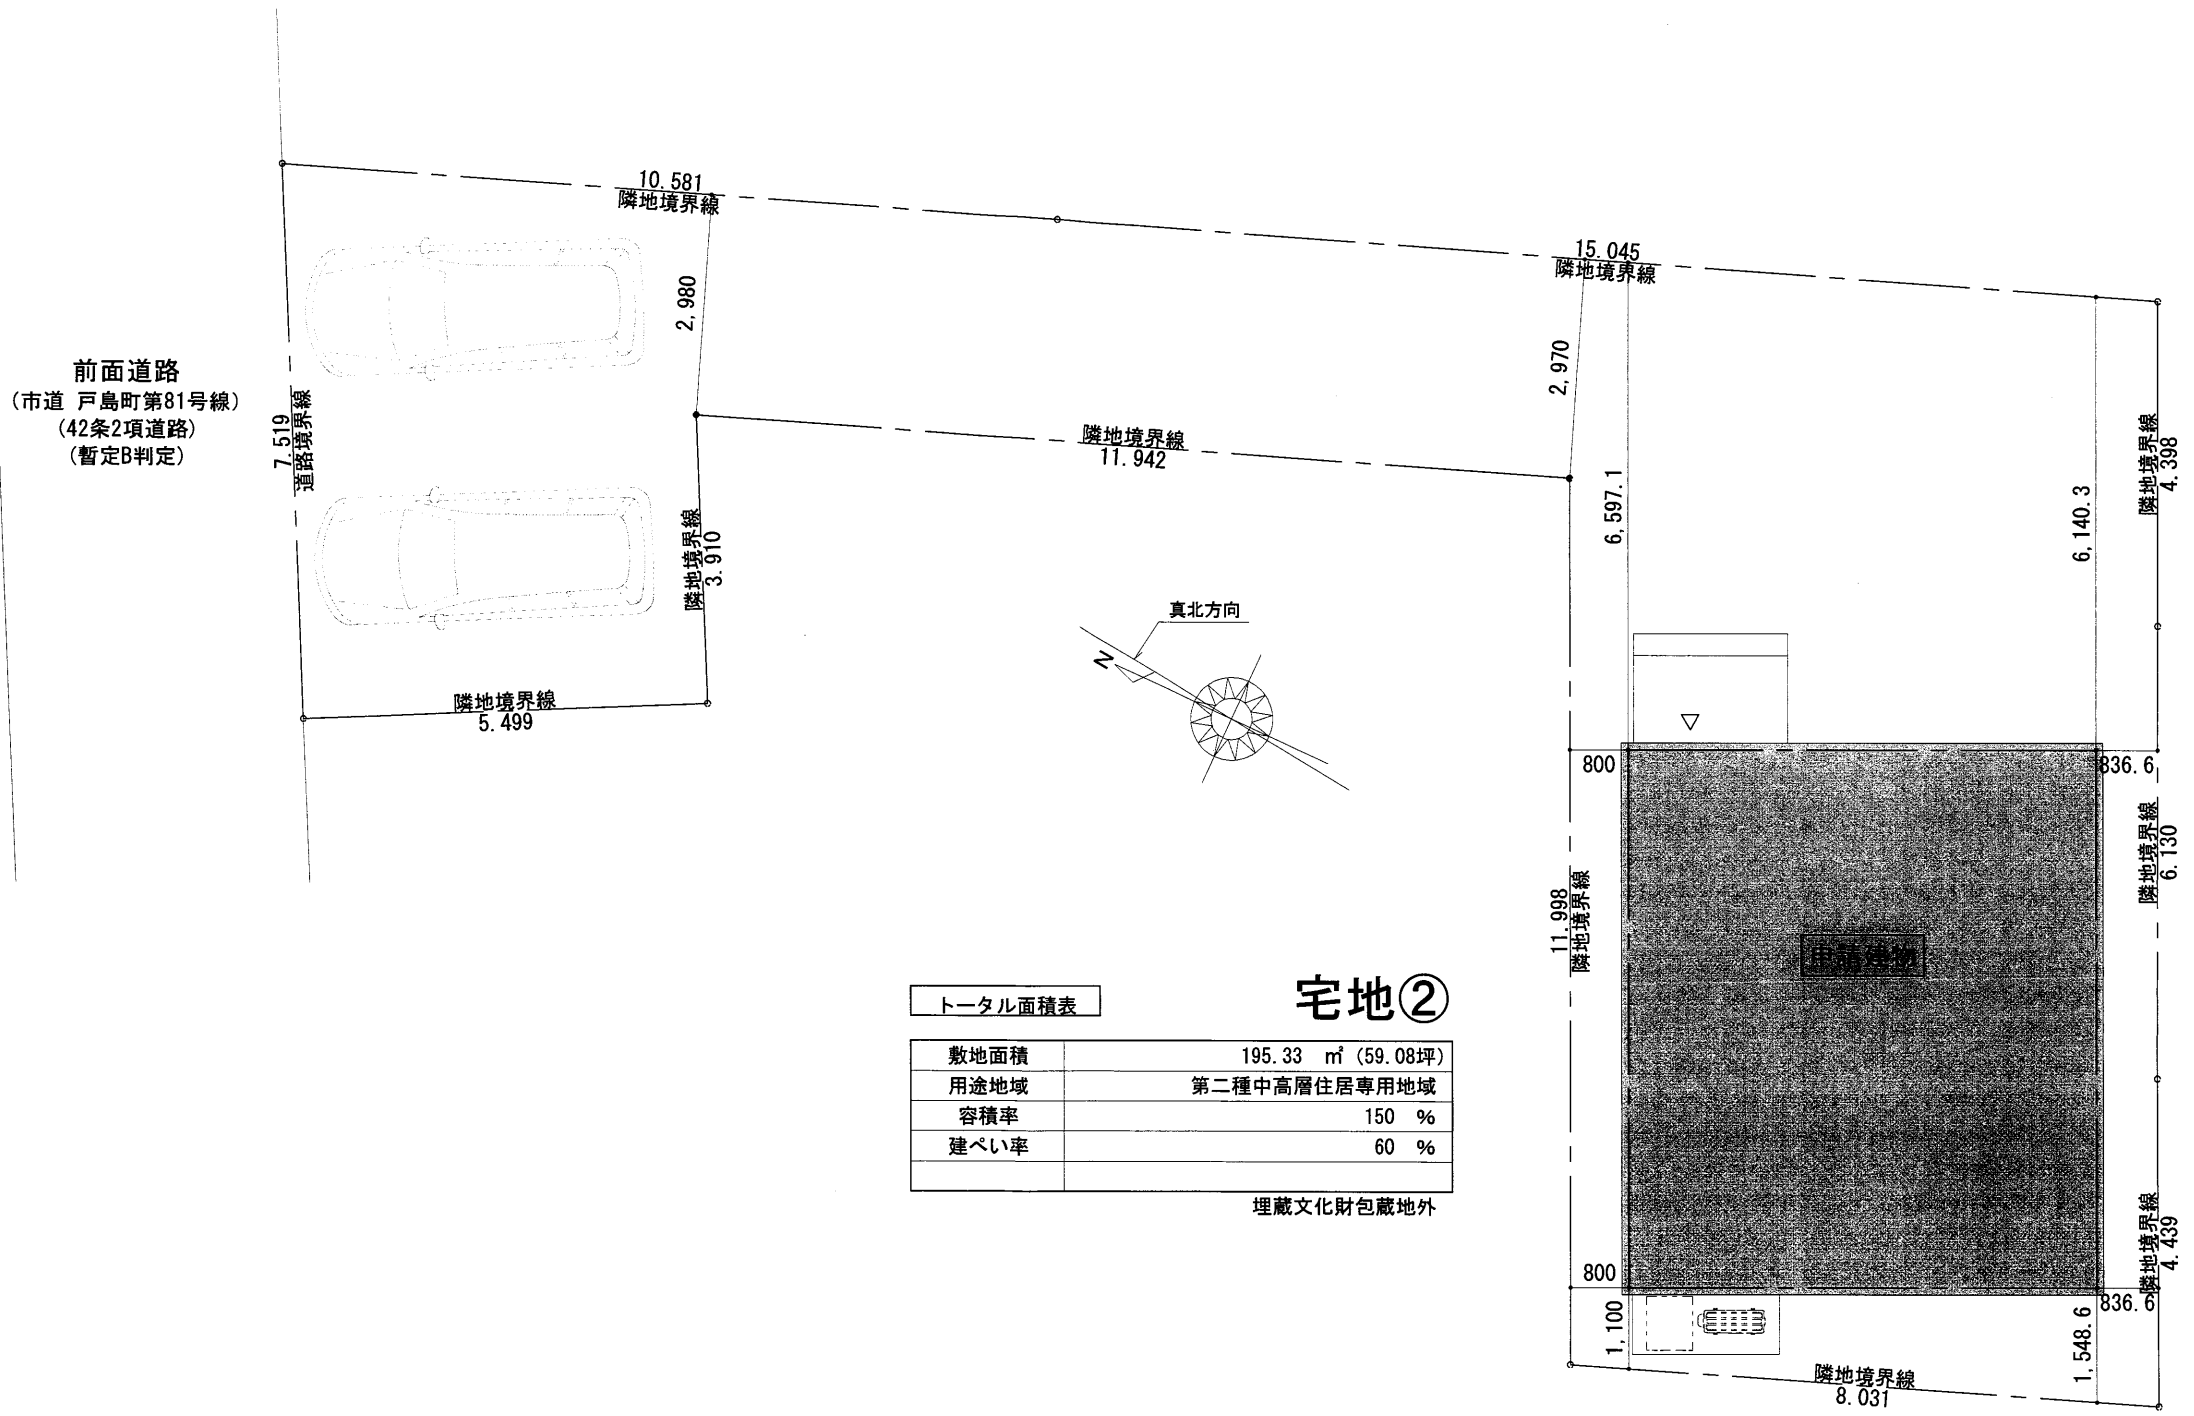 10.581
隣地境界線
15.045
隣地境界線
2,980
2,970
前面道路
(市道 戸島町第81号線)
(42条2項道路)
(暫定B判定)
7.519
道路境界線
隣地境界線
11.942
隣地境界線
4.398
6,597.1
6,140.3
隣地境界線
3.910
真北方向
N
隣地境界線
5.499
800
836.6
隣地境界線
6.130
11.998
隣地境界線
申請建物
宅地②
トータル面積表
敷地面積 195.33 ㎡ (59.08坪)
用途地域 第二種中高層住居専用地域
容積率 150 %
建ぺい率 60 %
埋蔵文化財包蔵地外
隣地境界線
4.439
800
836.6
1,100
1,548.6
隣地境界線
8.031